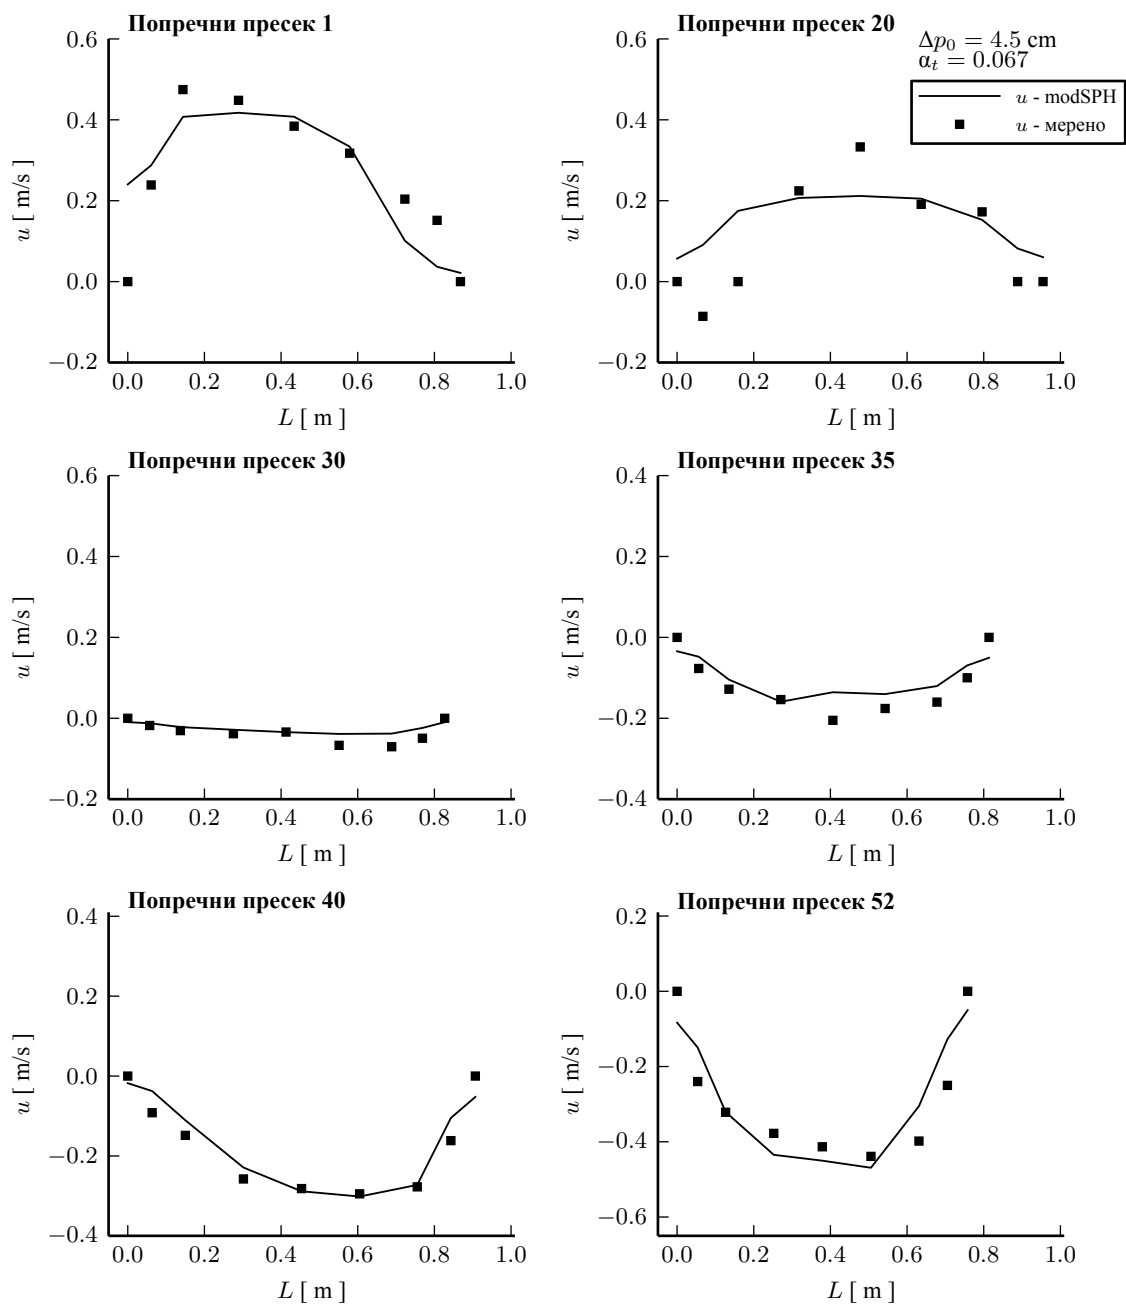 Попречни пресек 1
0.6
0.4
0.2
0.0
−0.2
0.0 0.2 0.4 0.6 0.8 1.0
u [ m/s ]
L [ m ]
Попречни пресек 20
Δp0 = 4.5 cm
αt = 0.067
u - modSPH
u - мерено
0.6
0.4
0.2
0.0
−0.2
0.0 0.2 0.4 0.6 0.8 1.0
u [ m/s ]
L [ m ]
Попречни пресек 30
0.6
0.4
0.2
0.0
−0.2
0.0 0.2 0.4 0.6 0.8 1.0
u [ m/s ]
L [ m ]
Попречни пресек 35
0.4
0.2
0.0
−0.2
−0.4
0.0 0.2 0.4 0.6 0.8 1.0
u [ m/s ]
L [ m ]
Попречни пресек 40
0.4
0.2
0.0
−0.2
−0.4
0.0 0.2 0.4 0.6 0.8 1.0
u [ m/s ]
L [ m ]
Попречни пресек 52
0.2
0.0
−0.2
−0.4
−0.6
0.0 0.2 0.4 0.6 0.8 1.0
u [ m/s ]
L [ m ]